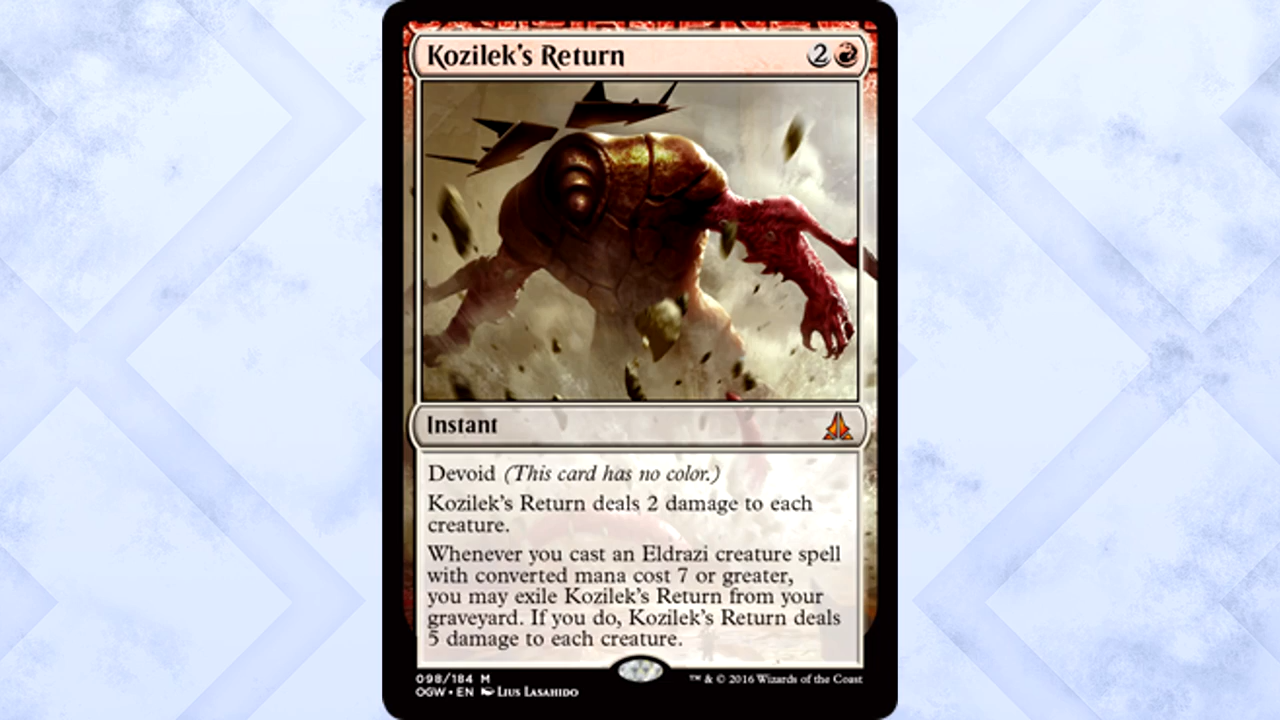 Kozilek's Return 2
Instant
Devoid (This card has no color.)
Kozilek's Return deals 2 damage to each
creature.
Whenever you cast an Eldrazi creature spell
with converted mana cost 7 or greater,
you may exile Kozilek's Return from your
graveyard. If you do, Kozilek's Return deals
5 damage to each creature.
098/184 M
OGW • EN Lius Lasahido
™ & © 2016 Wizards of the Coast